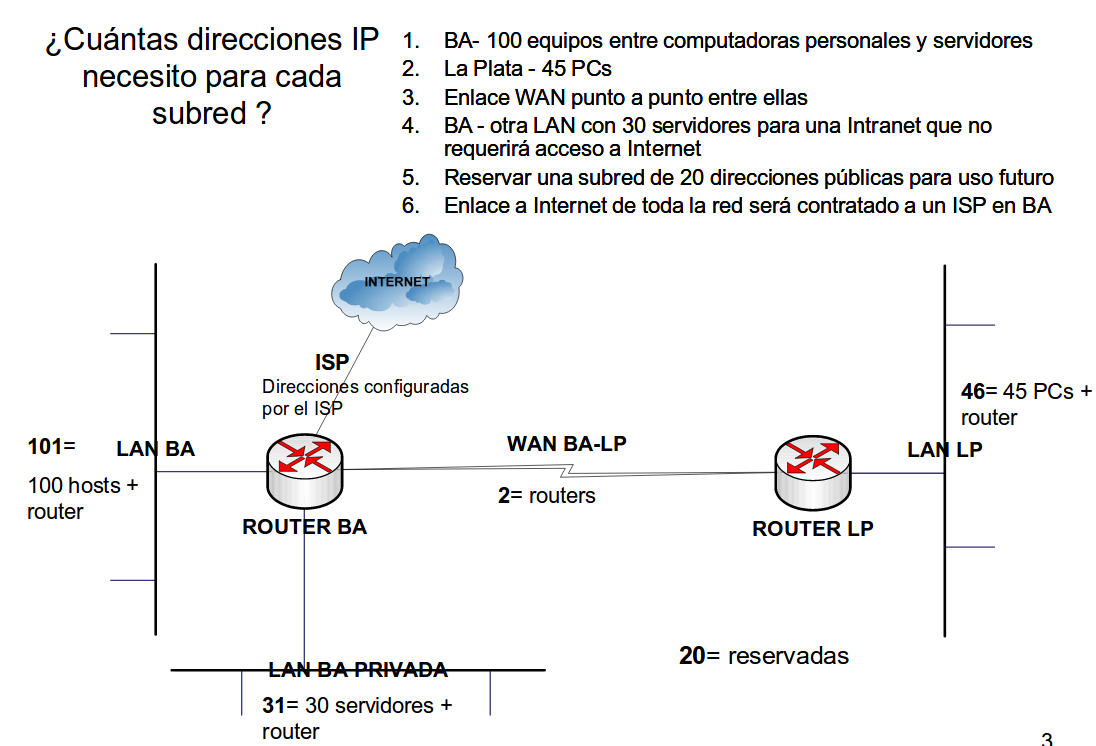 ¿Cuántas direcciones IP
necesito para cada
subred ?
1. BA- 100 equipos entre computadoras personales y servidores
2. La Plata - 45 PCs
3. Enlace WAN punto a punto entre ellas
4. BA - otra LAN con 30 servidores para una Intranet que no
requerirá acceso a Internet
5. Reservar una subred de 20 direcciones públicas para uso futuro
6. Enlace a Internet de toda la red será contratado a un ISP en BA
INTERNET
ISP
Direcciones configuradas
por el ISP
101=
100 hosts +
router
LAN BA
ROUTER BA
WAN BA-LP
2= routers
ROUTER LP
LAN LP
46= 45 PCs +
router
LAN BA PRIVADA
31= 30 servidores +
router
20= reservadas
3